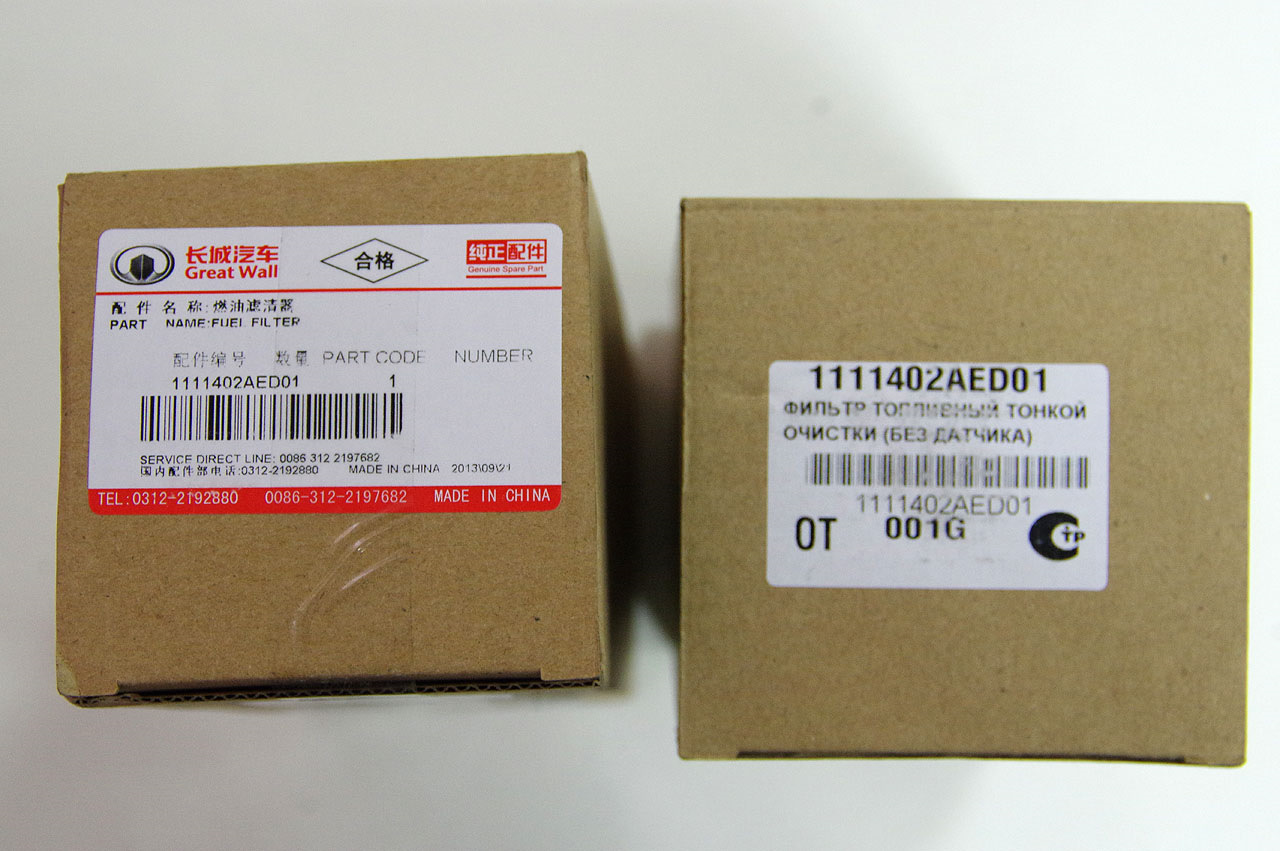 长城汽车
Great Wall
合格
纯正配件
Genuine Spare Part
配 件 名 称:燃油滤清器
PART NAME:FUEL FILTER
配件编号 数量 PART CODE NUMBER
1111402AED01 1
SERVICE DIRECT LINE: 0086 312 2197682
国内配件部电话:0312-2192880 MADE IN CHINA 2013\09\21
TEL:0312-2192880 0086-312-2197682 MADE IN CHINA
1111402AED01
ФИЛЬТР ТОПЛИВНЫЙ ТОНКОЙ
ОЧИСТКИ (БЕЗ ДАТЧИКА)
1111402AED01
ОТ 001G
СТР